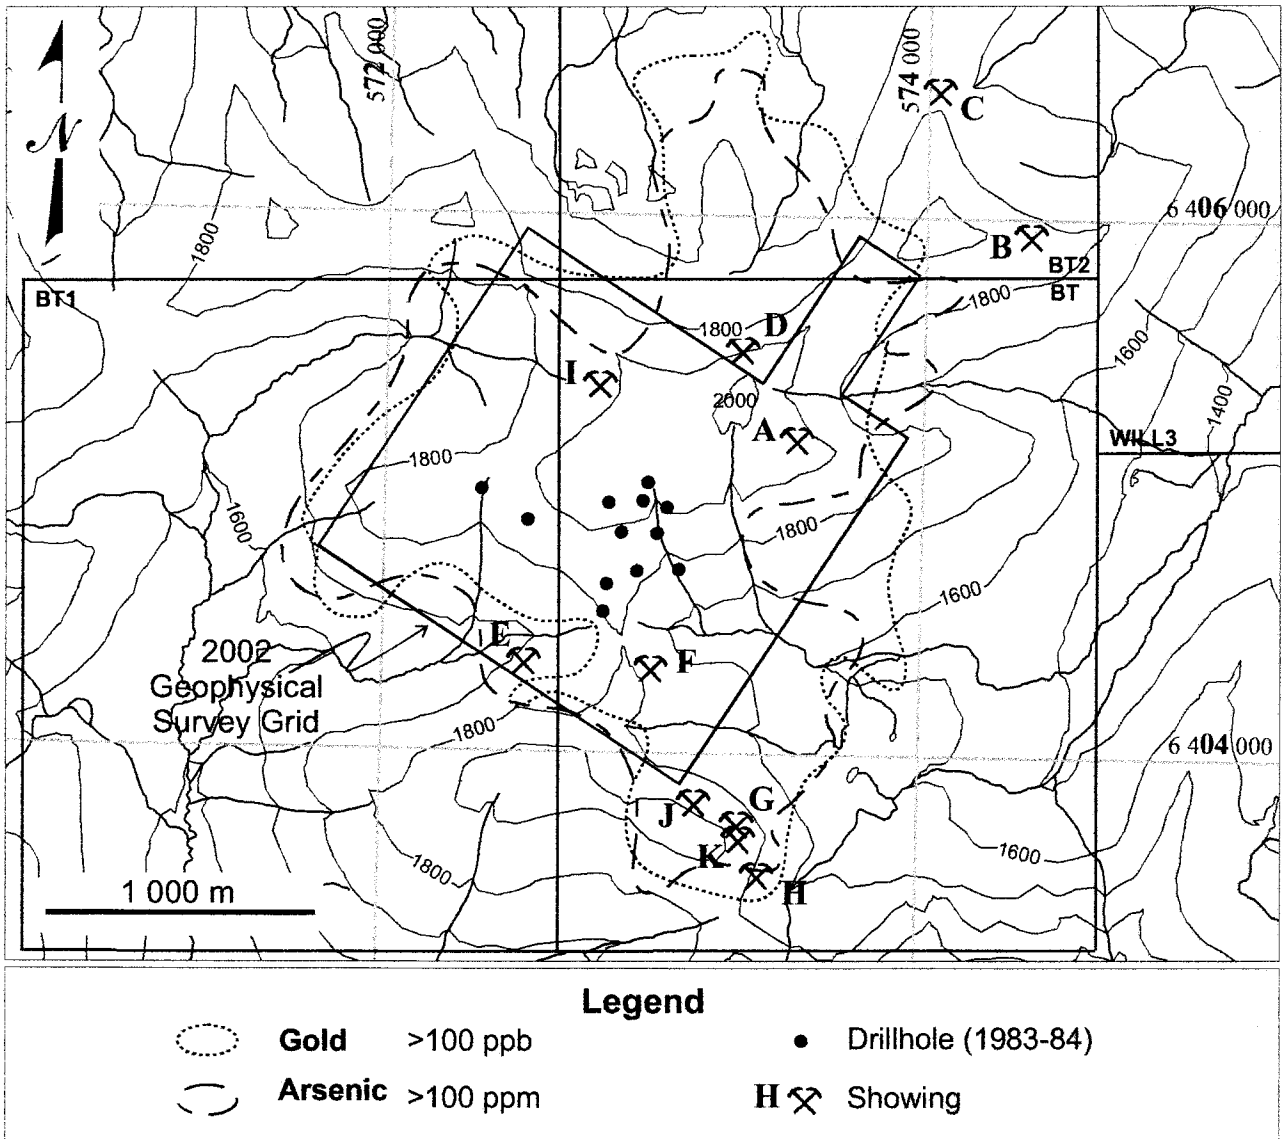 572 000
574 000
C
N
6 406 000
1800
B
BT2
BT1
BT
1800
1800
D
1600
I
2000
1400
A
WILL3
1800
1600
1800
1600
2002
Geophysical
Survey Grid
E
F
1800
6 404 000
J
G
K
1600
1800
H
1 000 m
Legend
Gold >100 ppb
Drillhole (1983-84)
Arsenic >100 ppm
H Showing